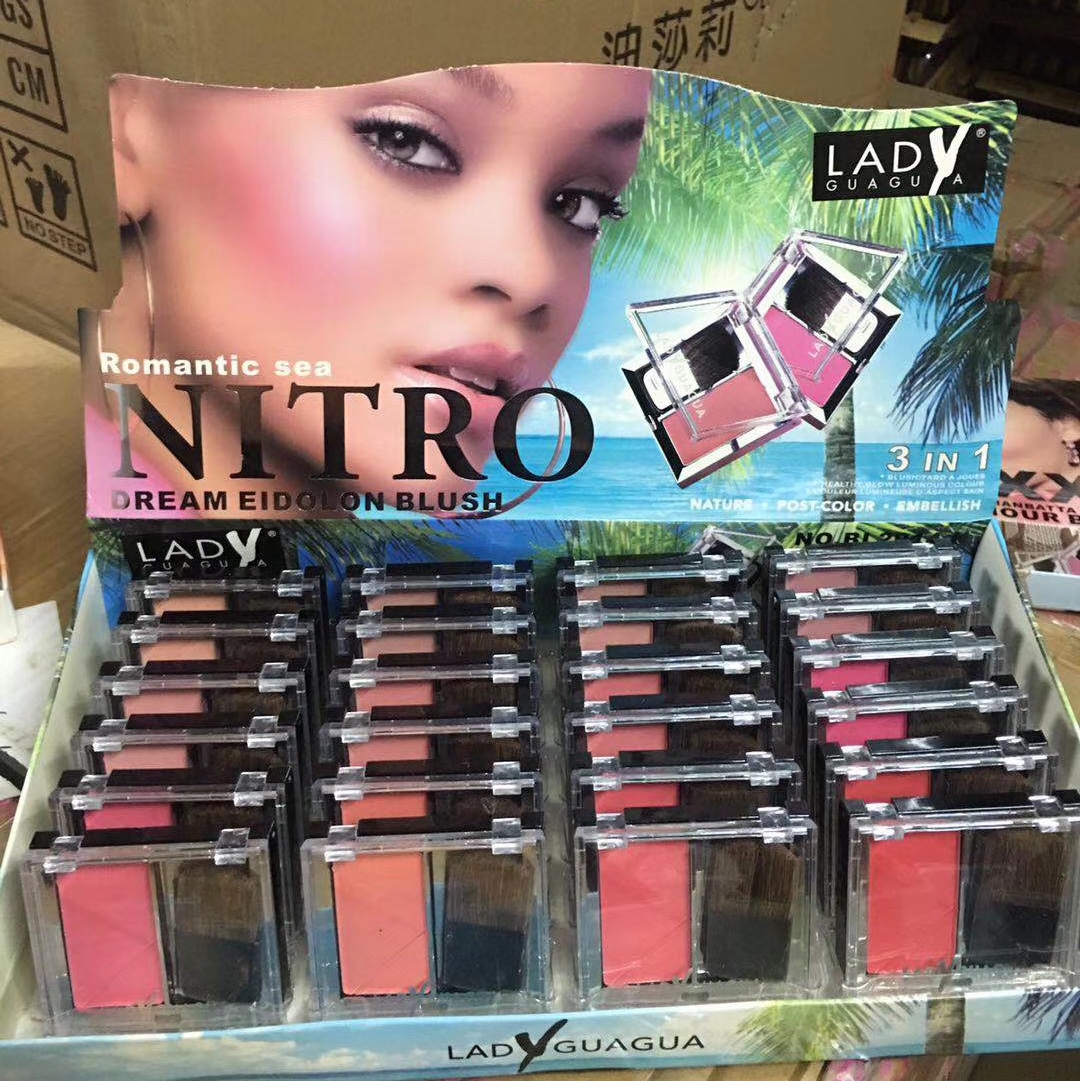 GS
CM
NO STEP
油莎莉
LADY®
GUAGUA
Romantic sea
NITRO
DREAM EIDOLON BLUSH
3 IN 1
NATURE • POST-COLOR • EMBELLISH
LADY®
GUAGUA
LADYGUAGUA